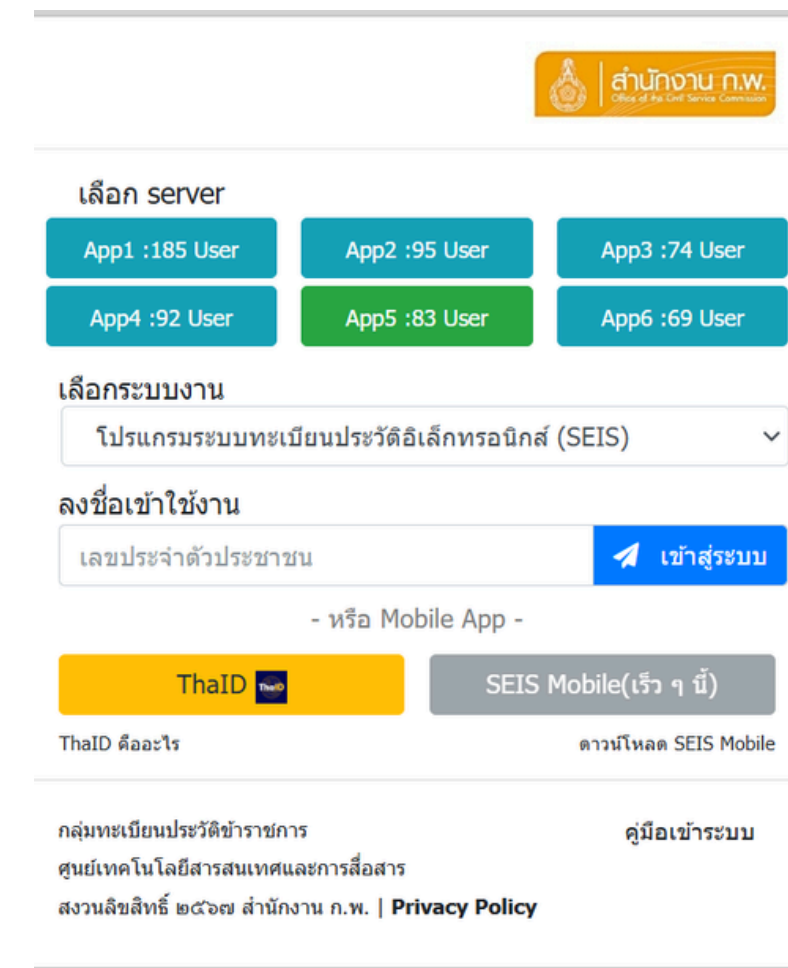 สำนักงาน ก.พ.
Office of the Civil Service Commission
เลือก server
App1 :185 User
App2 :95 User
App3 :74 User
App4 :92 User
App5 :83 User
App6 :69 User
เลือกระบบงาน
โปรแกรมระบบทะเบียนประวัติอิเล็กทรอนิกส์ (SEIS)
ลงชื่อเข้าใช้งาน
เลขประจำตัวประชาชน
เข้าสู่ระบบ
- หรือ Mobile App -
ThaID ThaID
SEIS Mobile(เร็ว ๆ นี้)
ThaID คืออะไร
ดาวน์โหลด SEIS Mobile
กลุ่มทะเบียนประวัติข้าราชการ
คู่มือเข้าระบบ
ศูนย์เทคโนโลยีสารสนเทศและการสื่อสาร
สงวนลิขสิทธิ์ ๒๕๖๗ สำนักงาน ก.พ. | Privacy Policy